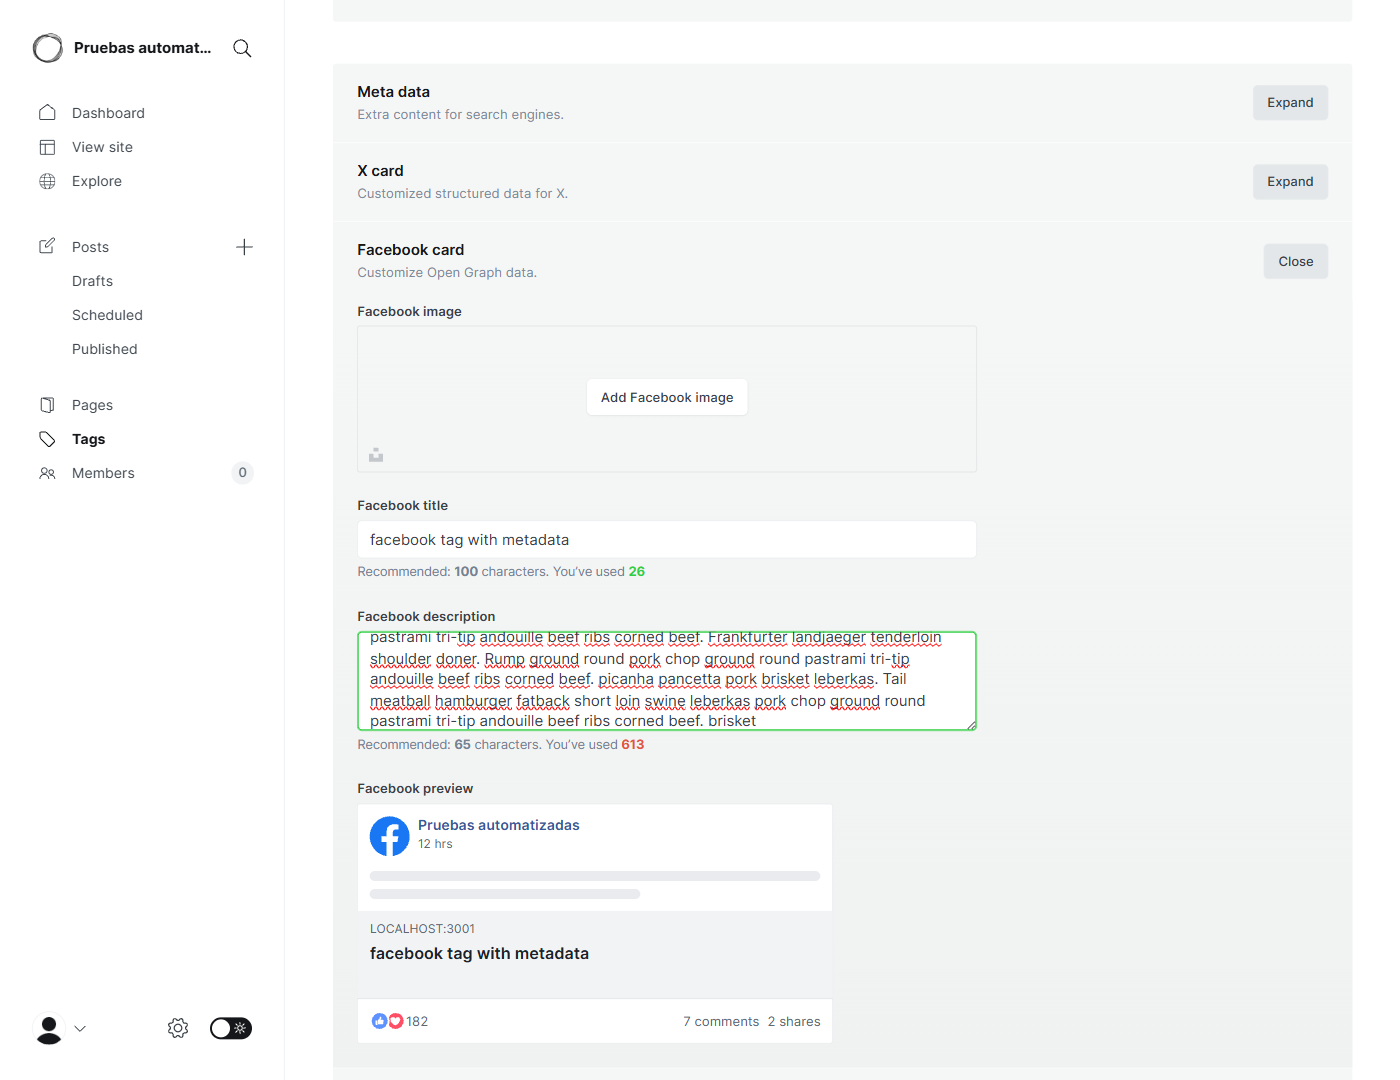 Pruebas automat...
Dashboard
View site
Explore
Posts
Drafts
Scheduled
Published
Pages
Tags
Members
0
Meta data
Extra content for search engines.
Expand
X card
Customized structured data for X.
Expand
Facebook card
Customize Open Graph data.
Close
Facebook image
Add Facebook image
Facebook title
facebook tag with metadata
Recommended: 100 characters. You've used 26
Facebook description
pastrami tri-tip andouille beef ribs corned beef. Frankfurter landjaeger tenderloin
shoulder doner. Rump ground round pork chop ground round pastrami tri-tip
andouille beef ribs corned beef. picanha pancetta pork brisket leberkas. Tail
meatball hamburger fatback short loin swine leberkas pork chop ground round
pastrami tri-tip andouille beef ribs corned beef. brisket
Recommended: 65 characters. You've used 613
Facebook preview
Pruebas automatizadas
12 hrs
LOCALHOST:3001
facebook tag with metadata
182
7 comments 2 shares